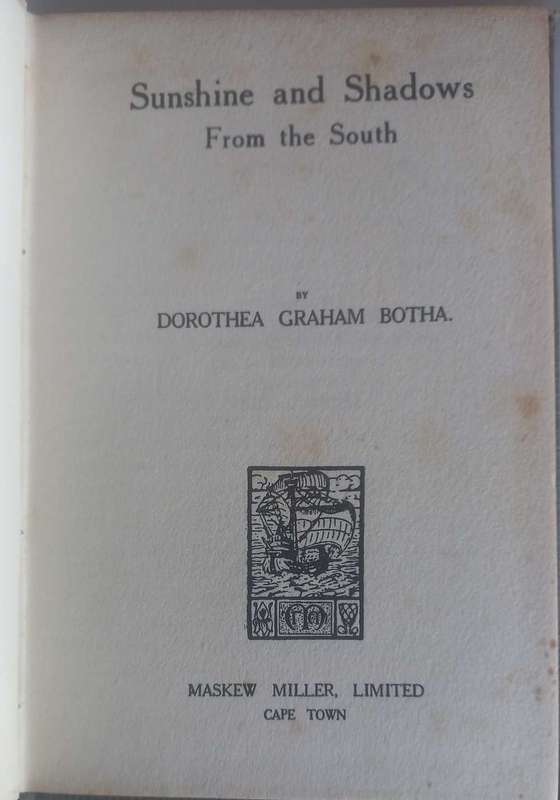 Sunshine and Shadows
From the South
BY
DOROTHEA GRAHAM BOTHA.
MASKEW MILLER, LIMITED
CAPE TOWN